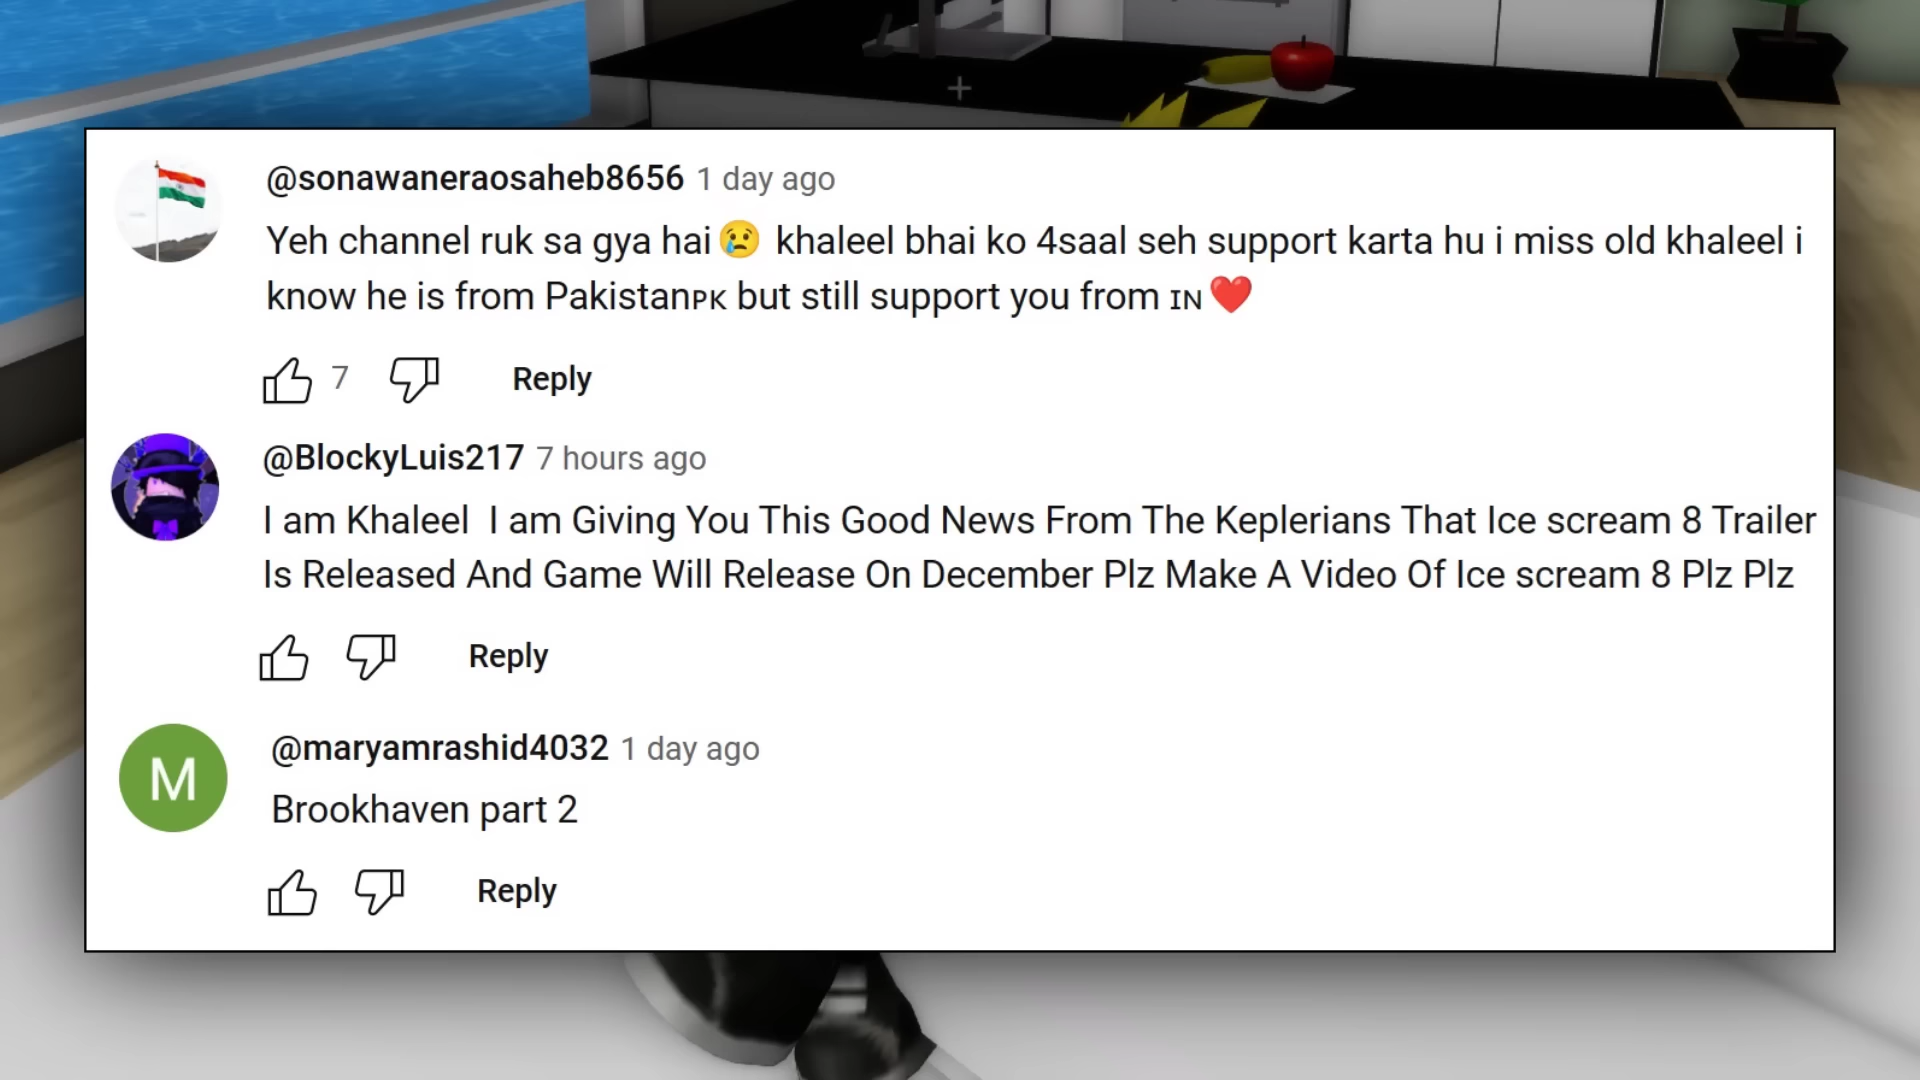 @sonawaneraosaheb8656 1 day ago
Yeh channel ruk sa gya hai😢 khaleel bhai ko 4saal seh support karta hu i miss old khaleel i
know he is from Pakistanᴘᴋ but still support you from ɪɴ❤️
7 Reply
@BlockyLuis217 7 hours ago
I am Khaleel I am Giving You This Good News From The Keplerians That Ice scream 8 Trailer
Is Released And Game Will Release On December Plz Make A Video Of Ice scream 8 Plz Plz
Reply
M
@maryamrashid4032 1 day ago
Brookhaven part 2
Reply